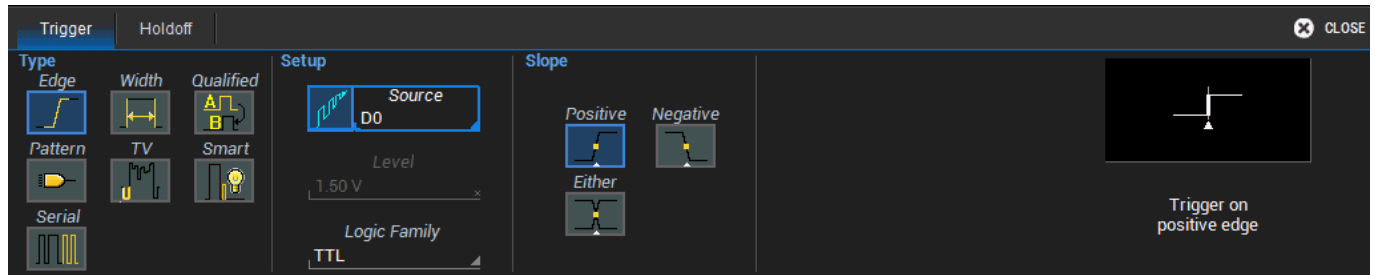 Trigger
Holdoff
CLOSE
Type
Edge
Width
Qualified
A
B
Pattern
TV
Smart
U
Serial
Setup
Source
D0
Level
1.50 V
Logic Family
TTL
Slope
Positive
Negative
Either
Trigger on
positive edge